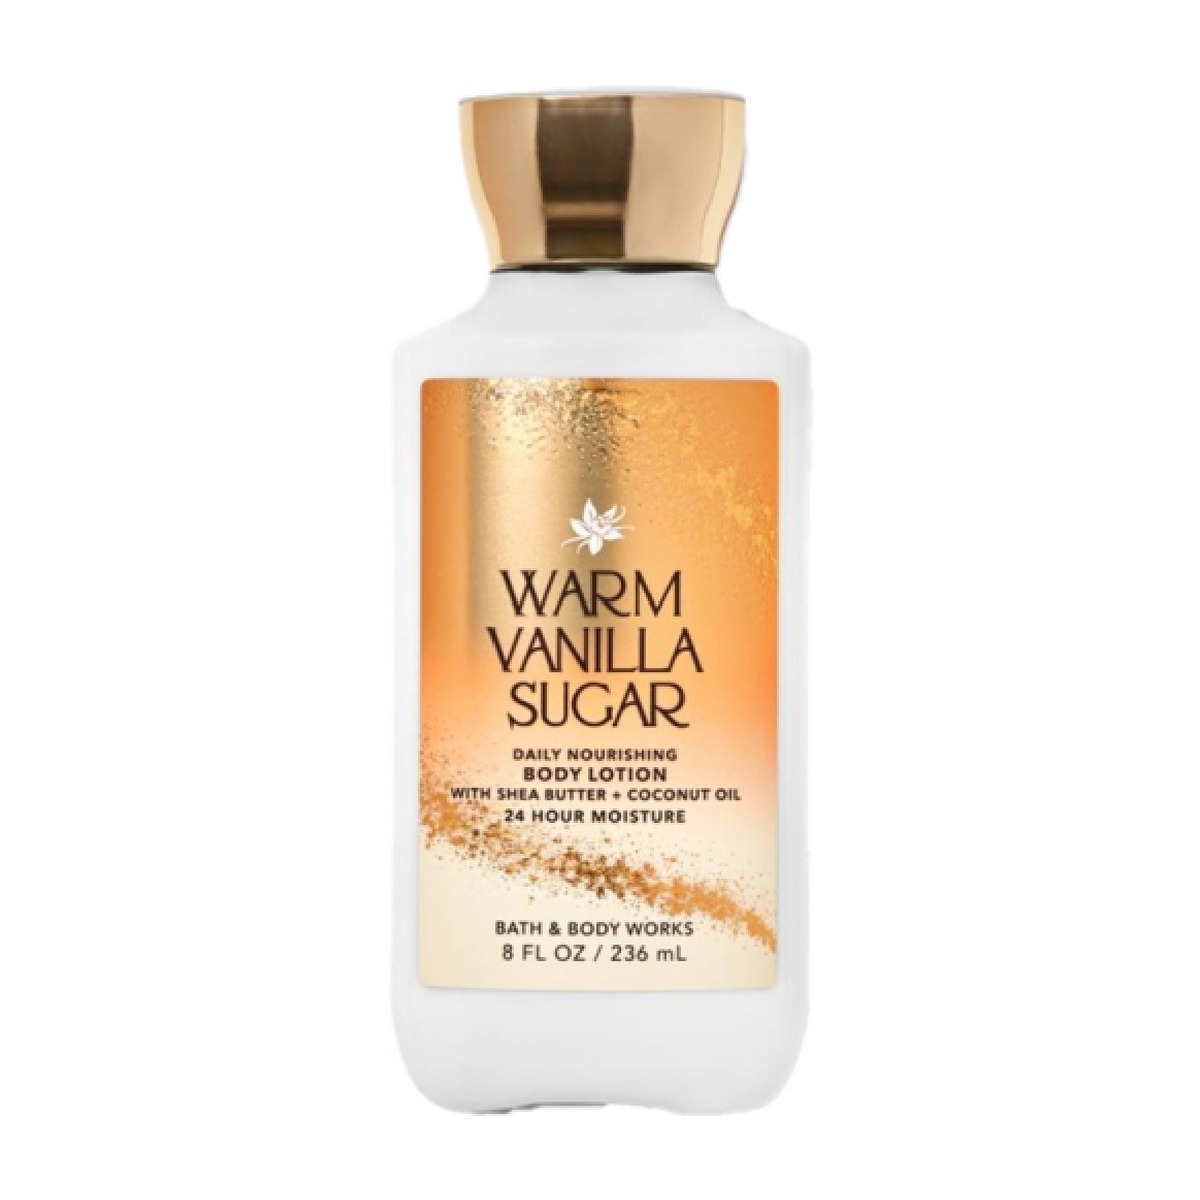 WARM
VANILLA
SUGAR
DAILY NOURISHING
BODY LOTION
WITH SHEA BUTTER + COCONUT OIL
24 HOUR MOISTURE
BATH & BODY WORKS
8 FL OZ / 236 mL